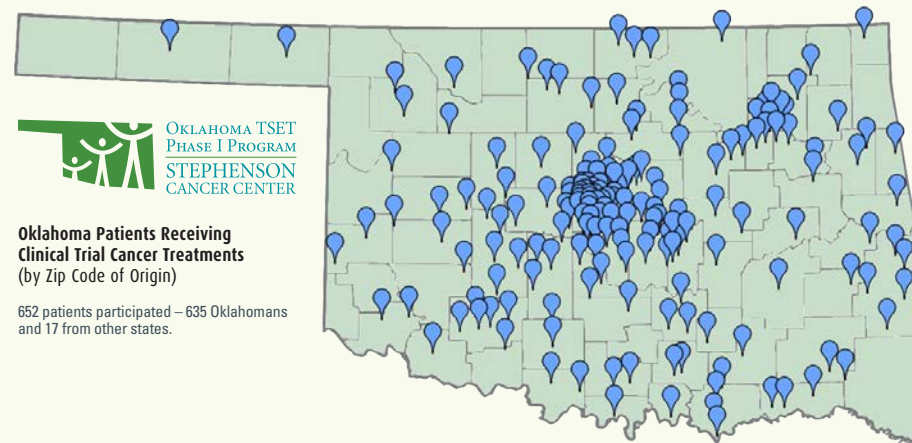 OKLAHOMA TSET
PHASE I PROGRAM
STEPHENSON
CANCER CENTER
Oklahoma Patients Receiving
Clinical Trial Cancer Treatments
(by Zip Code of Origin)
652 patients participated – 635 Oklahomans
and 17 from other states.